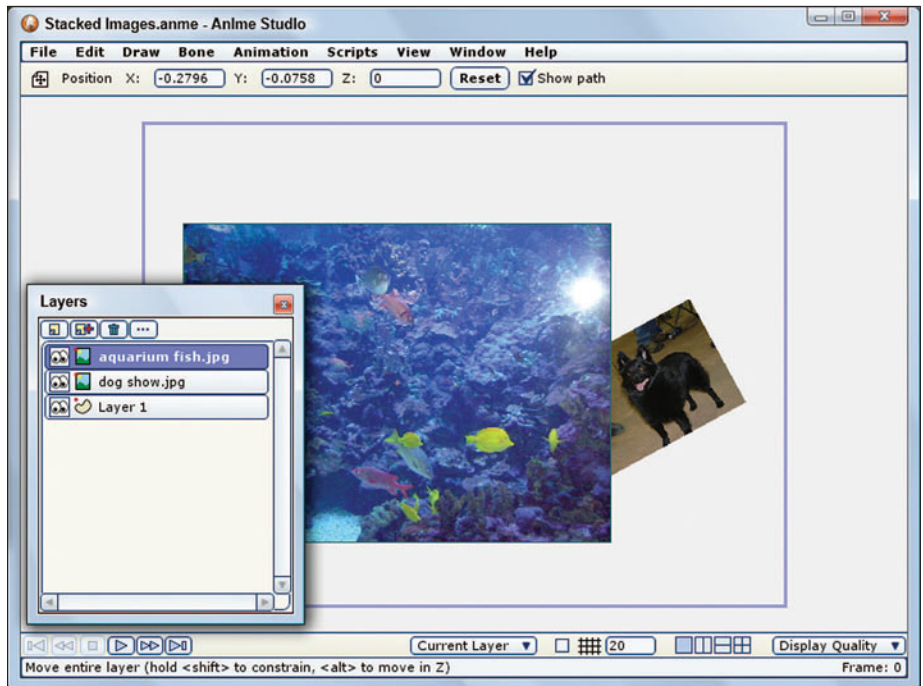 Stacked Images.anme - AnIme StudIo
File Edit Draw Bone Animation Scripts View Window Help
Position X: -0.2796 Y: -0.0758 Z: 0 Reset Show path
Layers
aquarium fish.jpg
dog show.jpg
Layer 1
Current Layer 20 Display Quality
Move entire layer (hold <shift> to constrain, <alt> to move in Z) Frame: 0